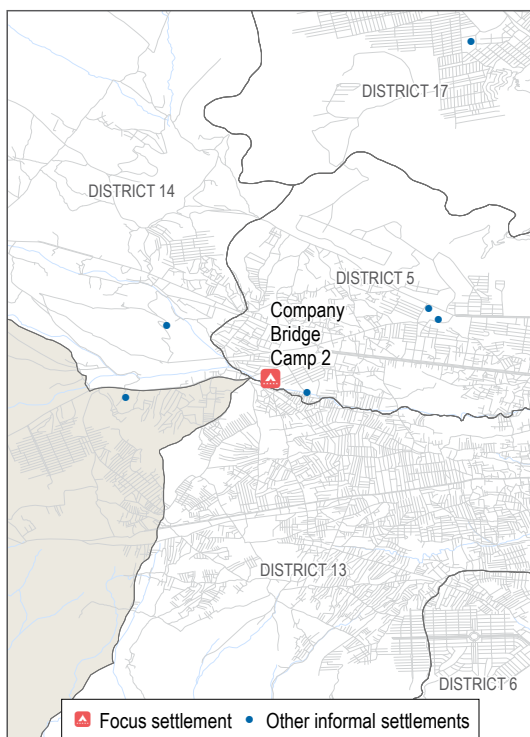 DISTRICT 17
DISTRICT 14
DISTRICT 5
Company
Bridge
Camp 2
DISTRICT 13
DISTRICT 6
Focus settlement
Other informal settlements